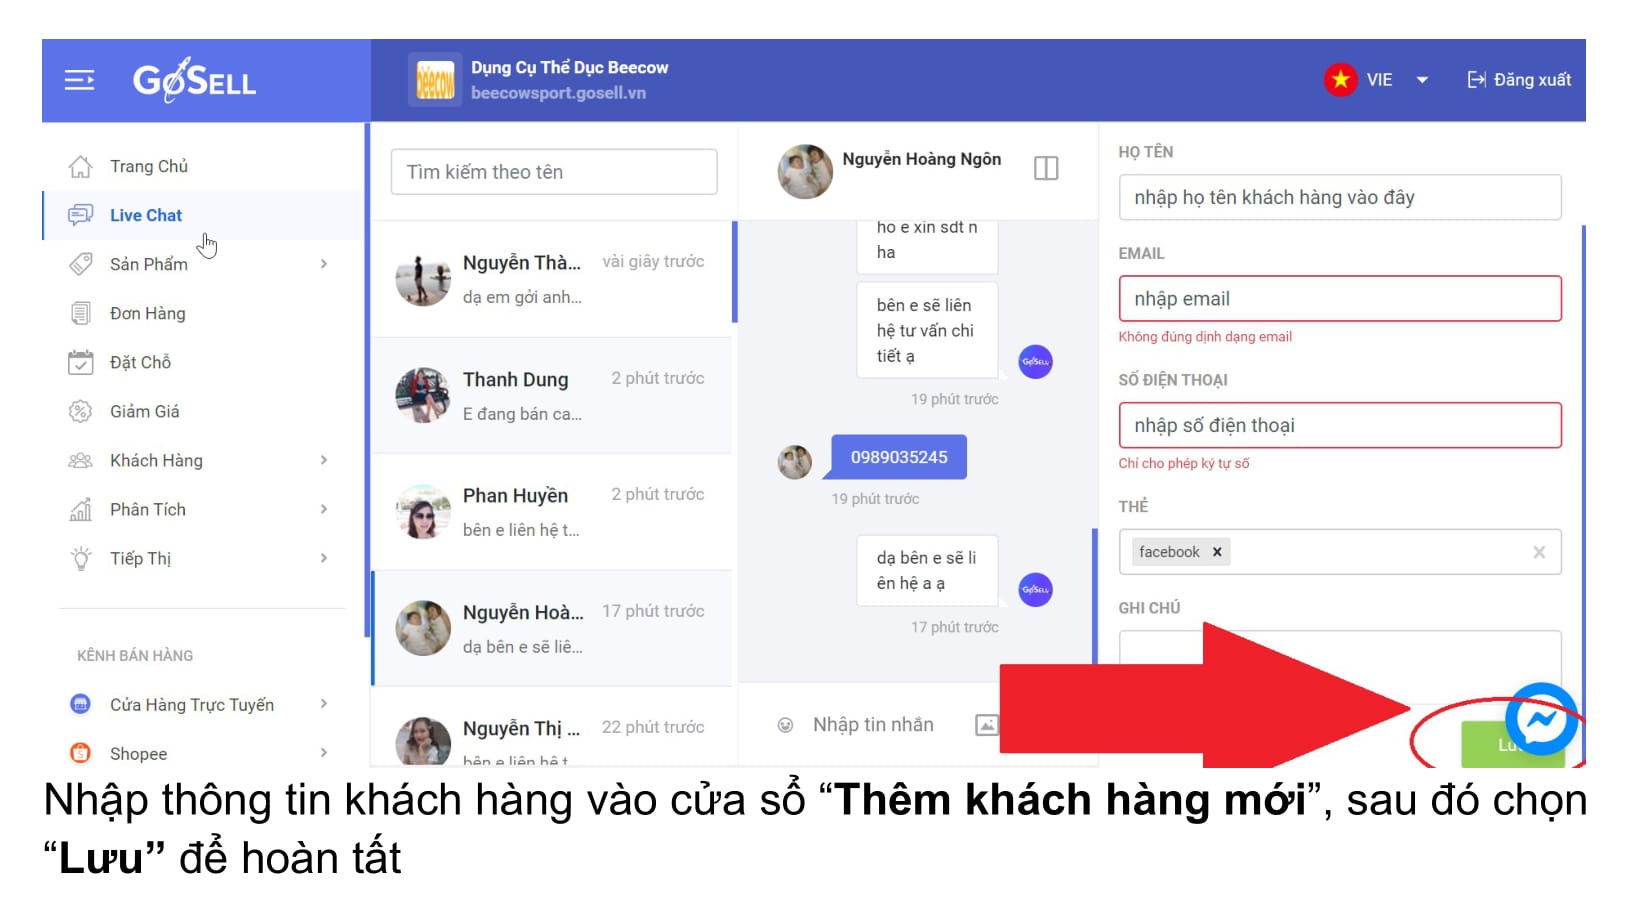 GoSELL
Dụng Cụ Thể Dục Beecow
beecowsport.gosell.vn
beecow
VIE
Đăng xuất
Trang Chủ
Live Chat
Sản Phẩm
Đơn Hàng
Đặt Chỗ
Giảm Giá
Khách Hàng
Phân Tích
Tiếp Thị
KÊNH BÁN HÀNG
Cửa Hàng Trực Tuyến
Shopee
Tìm kiếm theo tên
Nguyễn Thà... vài giây trước
dạ em gởi anh...
Thanh Dung 2 phút trước
E đang bán ca...
Phan Huyền 2 phút trước
bên e liên hệ t...
Nguyễn Hoà... 17 phút trước
dạ bên e sẽ liê...
Nguyễn Thị ... 22 phút trước
bên e liên hệ t
Nguyễn Hoàng Ngôn
ho e xin sdt n
ha
bên e sẽ liên
hệ tư vấn chi
tiết ạ
GoSELL
19 phút trước
0989035245
19 phút trước
dạ bên e sẽ li
ên hệ a ạ
GoSELL
17 phút trước
Nhập tin nhắn
HỌ TÊN
nhập họ tên khách hàng vào đây
EMAIL
nhập email
Không đúng định dạng email
SỐ ĐIỆN THOẠI
nhập số điện thoại
Chỉ cho phép ký tự số
THẺ
facebook ×
GHI CHÚ
Nhập thông tin khách hàng vào cửa sổ “Thêm khách hàng mới”, sau đó chọn
“Lưu” để hoàn tất